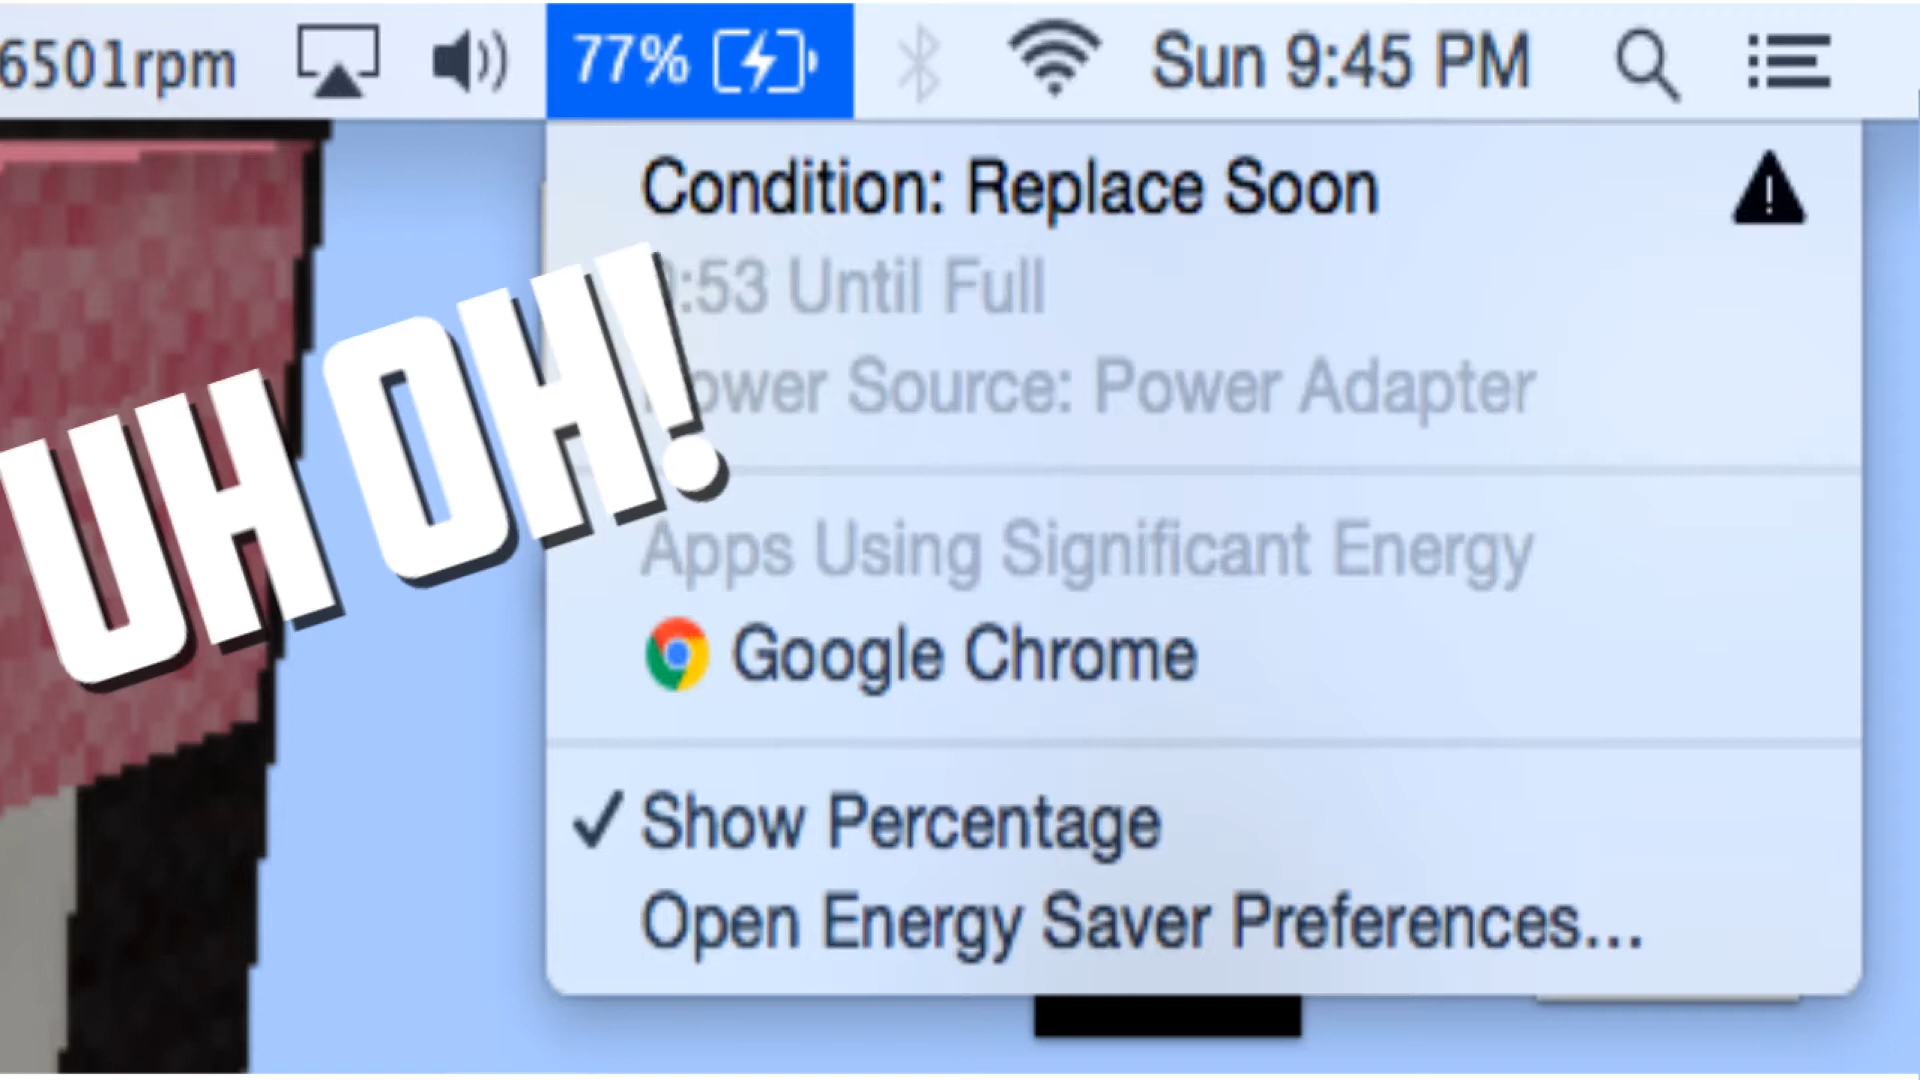 6501rpm 77% Sun 9:45 PM
Condition: Replace Soon
:53 Until Full
Power Source: Power Adapter
UH OH!
Apps Using Significant Energy
Google Chrome
Show Percentage
Open Energy Saver Preferences...